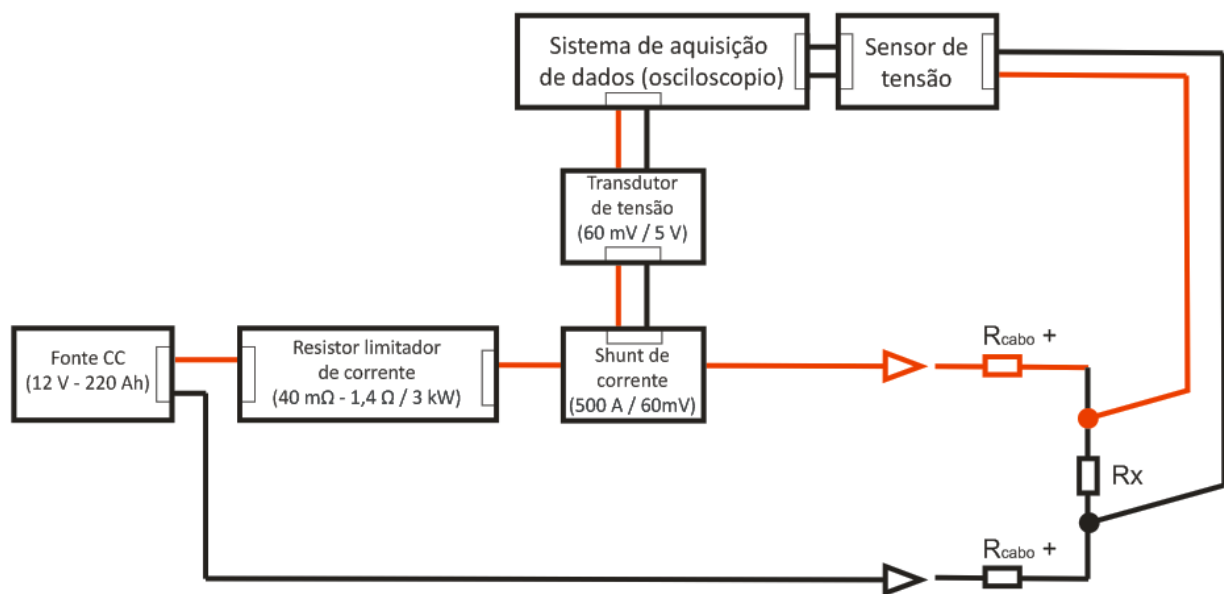 Sistema de aquisição
de dados (osciloscopio)
Sensor de
tensão
Transdutor
de tensão
(60 mV / 5 V)
Fonte CC
(12 V - 220 Ah)
Resistor limitador
de corrente
(40 mΩ - 1,4 Ω / 3 kW)
Shunt de
corrente
(500 A / 60mV)
Rcabo +
Rx
Rcabo +